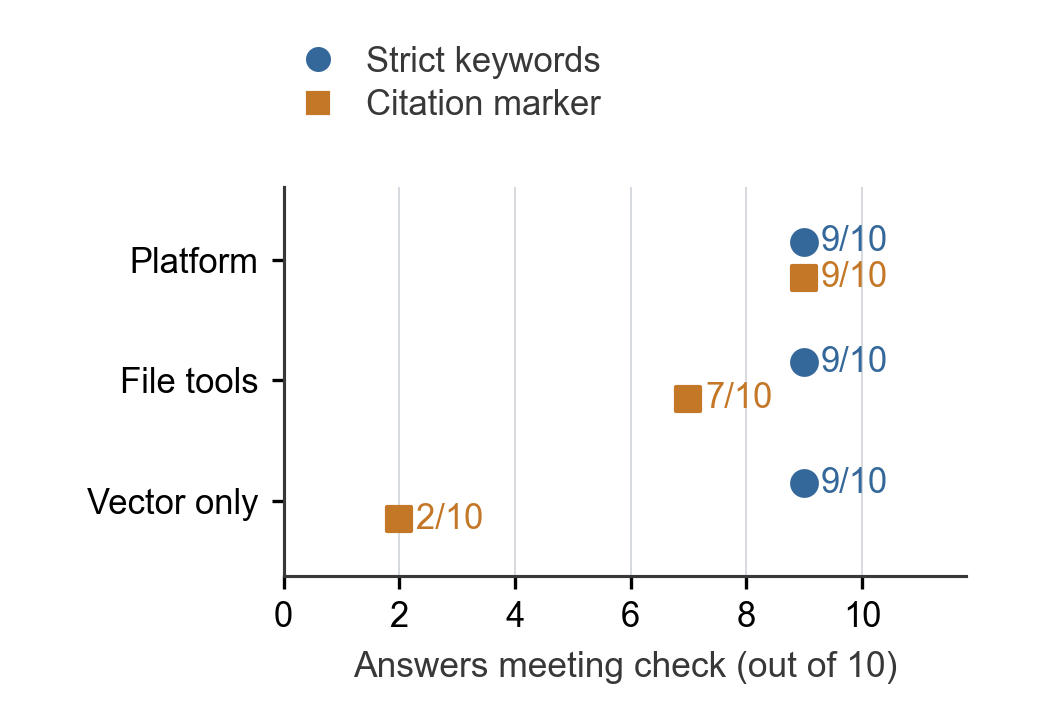 Strict keywords
Citation marker
Platform
9/10
9/10
File tools
9/10
7/10
Vector only
9/10
2/10
0 2 4 6 8 10
Answers meeting check (out of 10)